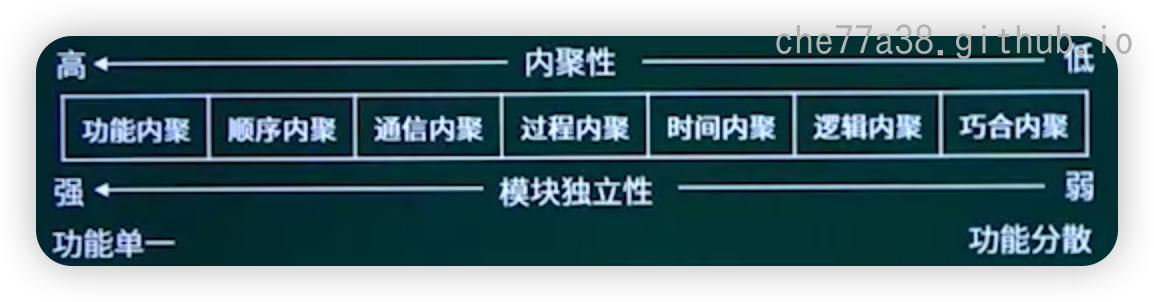 che77a38.github.io
高 内聚性 低
功能内聚 顺序内聚 通信内聚 过程内聚 时间内聚 逻辑内聚 巧合内聚
强 模块独立性 弱
功能单一 功能分散